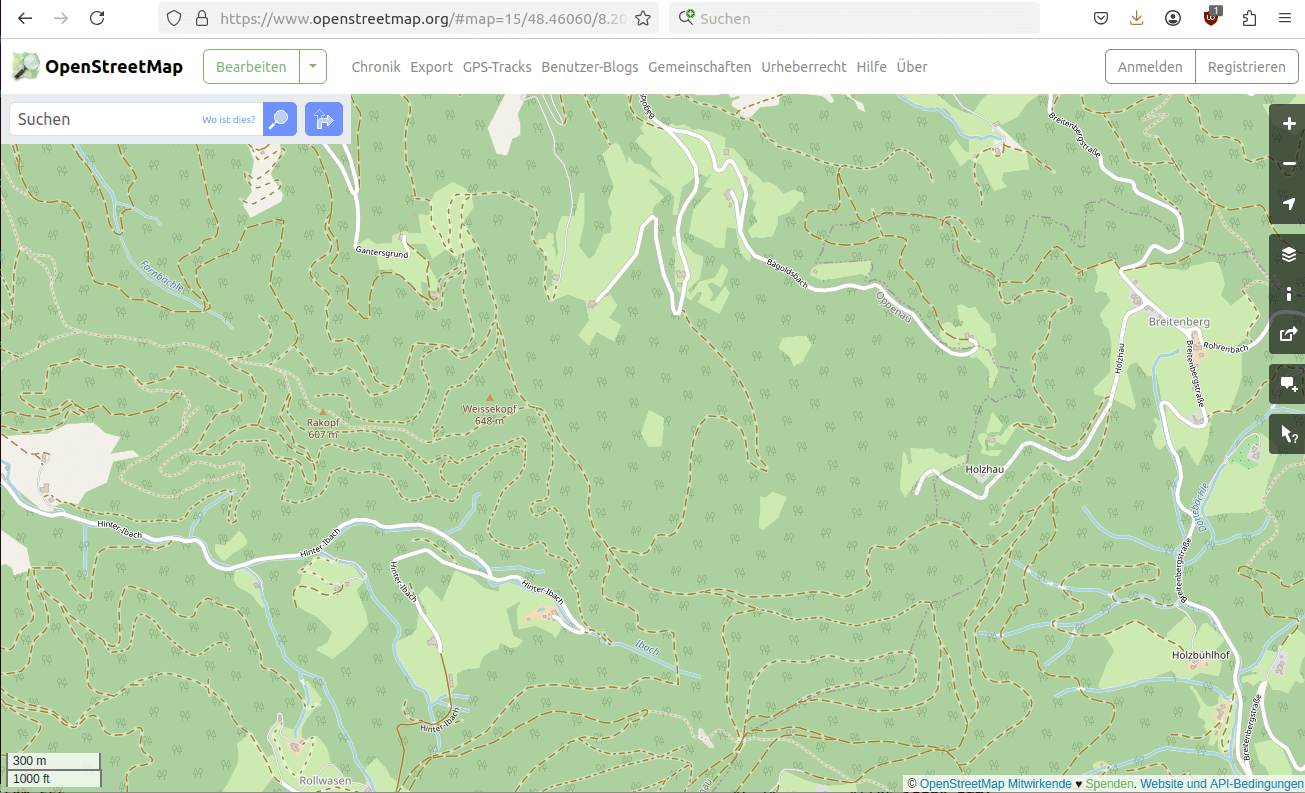 https://www.openstreetmap.org/#map=15/48.46060/8.20
Suchen
1
OpenStreetMap
Bearbeiten
Chronik Export GPS-Tracks Benutzer-Blogs Gemeinschaften Urheberrecht Hilfe Über
Anmelden
Registrieren
Suchen
Wo ist dies?
Breitenbergstraße
Gantersgrund
Farnbächle
Bägoldsbach
Oppenau
Breitenberg
Rohrenbach
Holzhau
Breitenbergstraße
Weissekopf
648 m
Rakopf
607 m
Holzhau
Hinter-Ibach
Hinter-Ibach
Hinter-Ibach
Hinter-Ibach
Breitenbergstraße
Ibach
Holzbühlhof
Hinter-Ibach
Breitenbergstraße
Rollwasen
300 m
1000 ft
© OpenStreetMap Mitwirkende ♥ Spenden. Website und API-Bedingungen